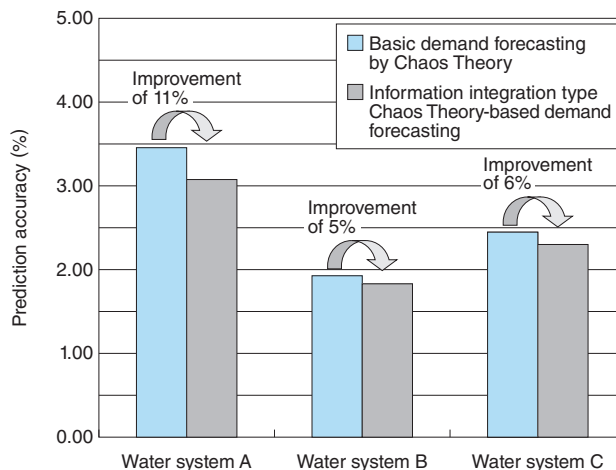 5.00
4.00
3.00
2.00
1.00
0.00
Prediction accuracy (%)
Basic demand forecasting
by Chaos Theory
Information integration type
Chaos Theory-based demand
forecasting
Improvement
of 11%
Improvement
of 5%
Improvement
of 6%
Water system A
Water system B
Water system C